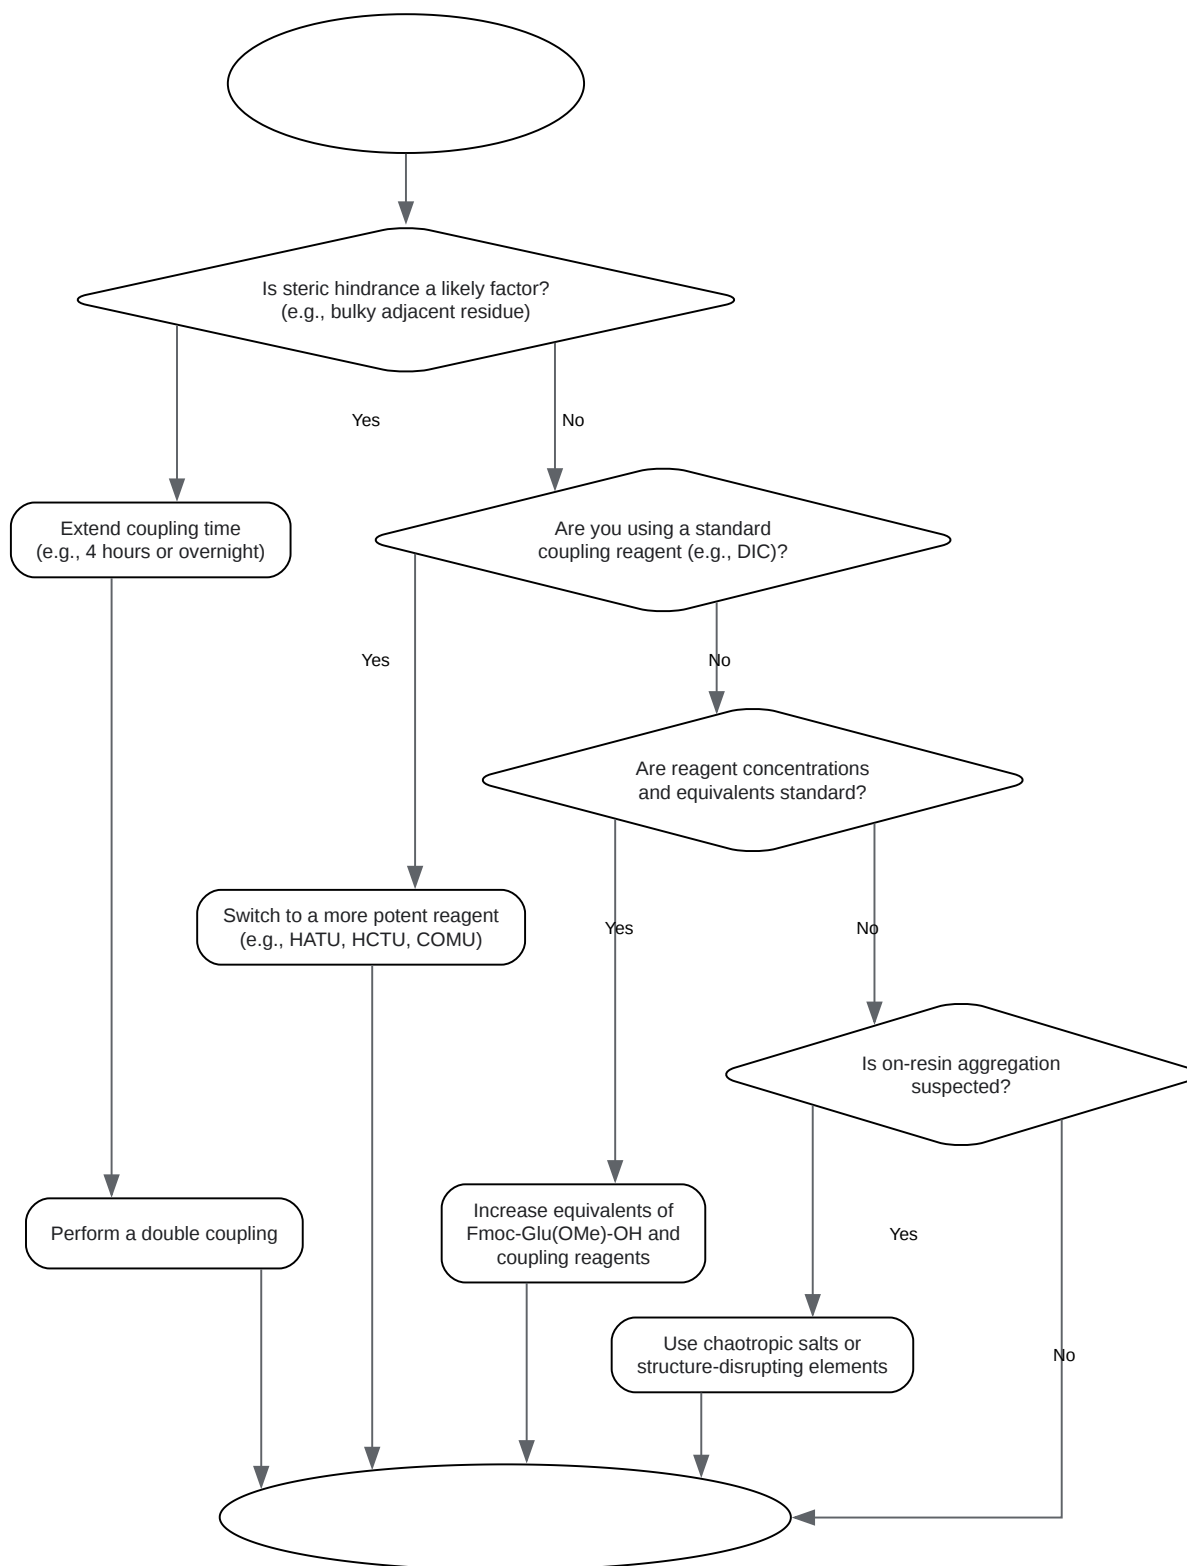 Is steric hindrance a likely factor?
(e.g., bulky adjacent residue)
Yes
No
Extend coupling time
(e.g., 4 hours or overnight)
Are you using a standard
coupling reagent (e.g., DIC)?
Yes
No
Are reagent concentrations
and equivalents standard?
Switch to a more potent reagent
(e.g., HATU, HCTU, COMU)
Yes
No
Is on-resin aggregation
suspected?
Perform a double coupling
Increase equivalents of
Fmoc-Glu(OMe)-OH and
coupling reagents
Yes
Use chaotropic salts or
structure-disrupting elements
No